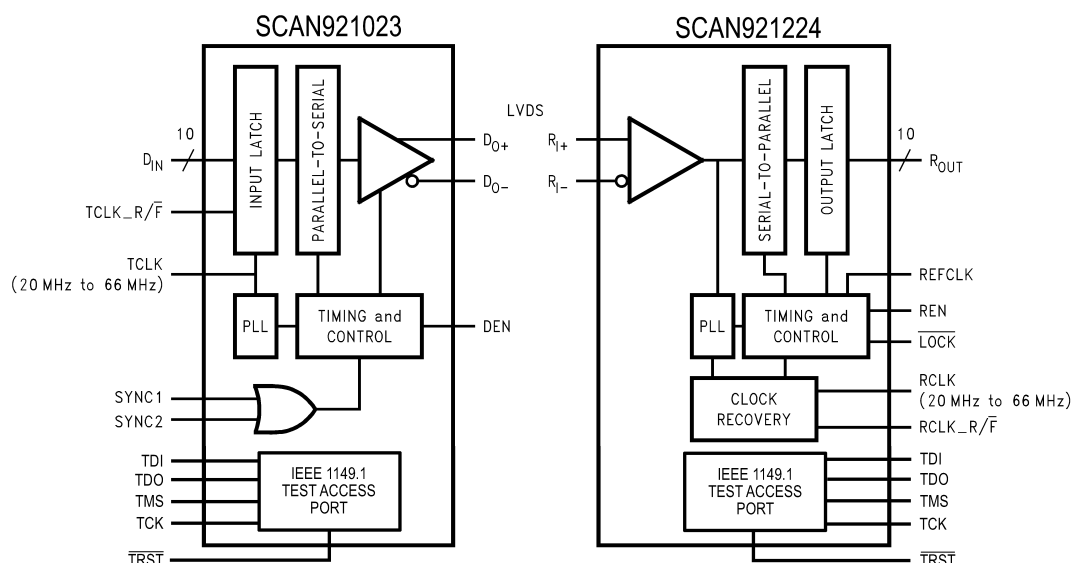 SCAN921023
10
D_IN
INPUT LATCH
PARALLEL-TO-SERIAL
D_O+
D_O−
TCLK_R/F̅
TCLK
(20 MHz to 66 MHz)
PLL
TIMING and
CONTROL
DEN
SYNC1
SYNC2
TDI
TDO
TMS
TCK
T̅R̅S̅T̅
IEEE 1149.1
TEST ACCESS
PORT
LVDS
SCAN921224
R_I+
R_I−
SERIAL-TO-PARALLEL
OUTPUT LATCH
10
R_OUT
REFCLK
PLL
TIMING and
CONTROL
REN
L̅O̅C̅K̅
CLOCK
RECOVERY
RCLK
(20 MHz to 66 MHz)
RCLK_R/F̅
IEEE 1149.1
TEST ACCESS
PORT
TDI
TDO
TMS
TCK
T̅R̅S̅T̅